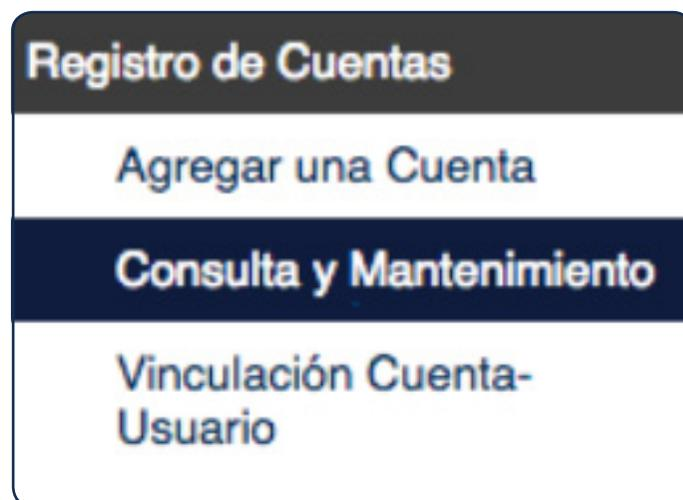 Registro de Cuentas
Agregar una Cuenta
Consulta y Mantenimiento
Vinculación Cuenta-
Usuario